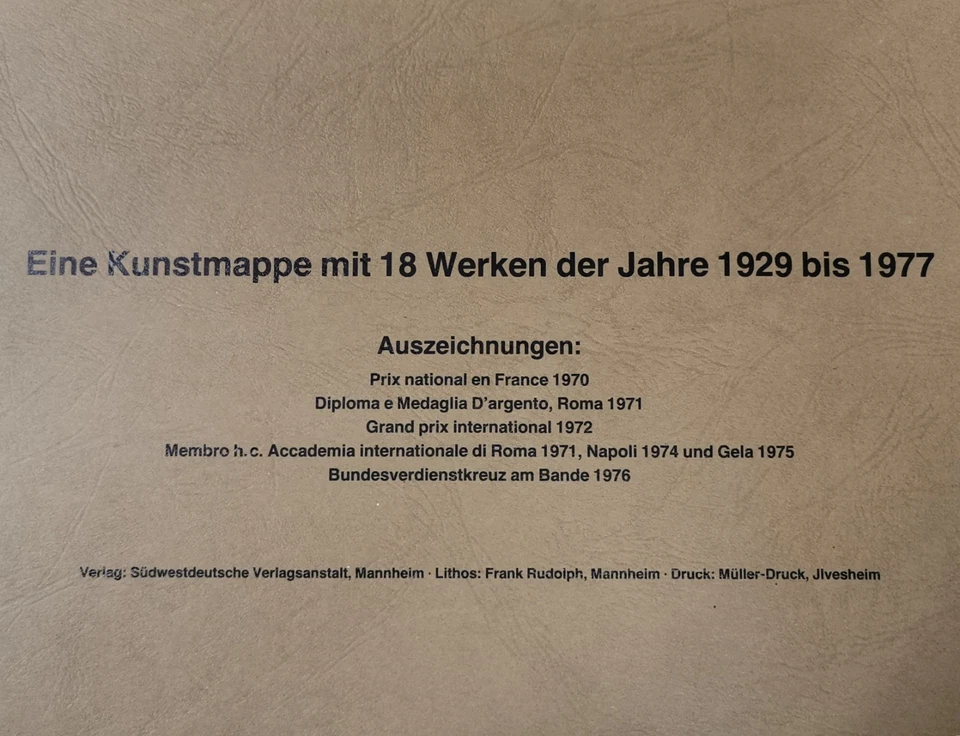 Eine Kunstmappe mit 18 Werken der Jahre 1929 bis 1977
Auszeichnungen:
Prix national en France 1970
Diploma e Medaglia D'argento, Roma 1971
Grand prix international 1972
Membro h. c. Accademia internationale di Roma 1971, Napoli 1974 und Gela 1975
Bundesverdienstkreuz am Bande 1976
Verlag: Südwestdeutsche Verlagsanstalt, Mannheim · Lithos: Frank Rudolph, Mannheim · Druck: Müller-Druck, Jlvesheim